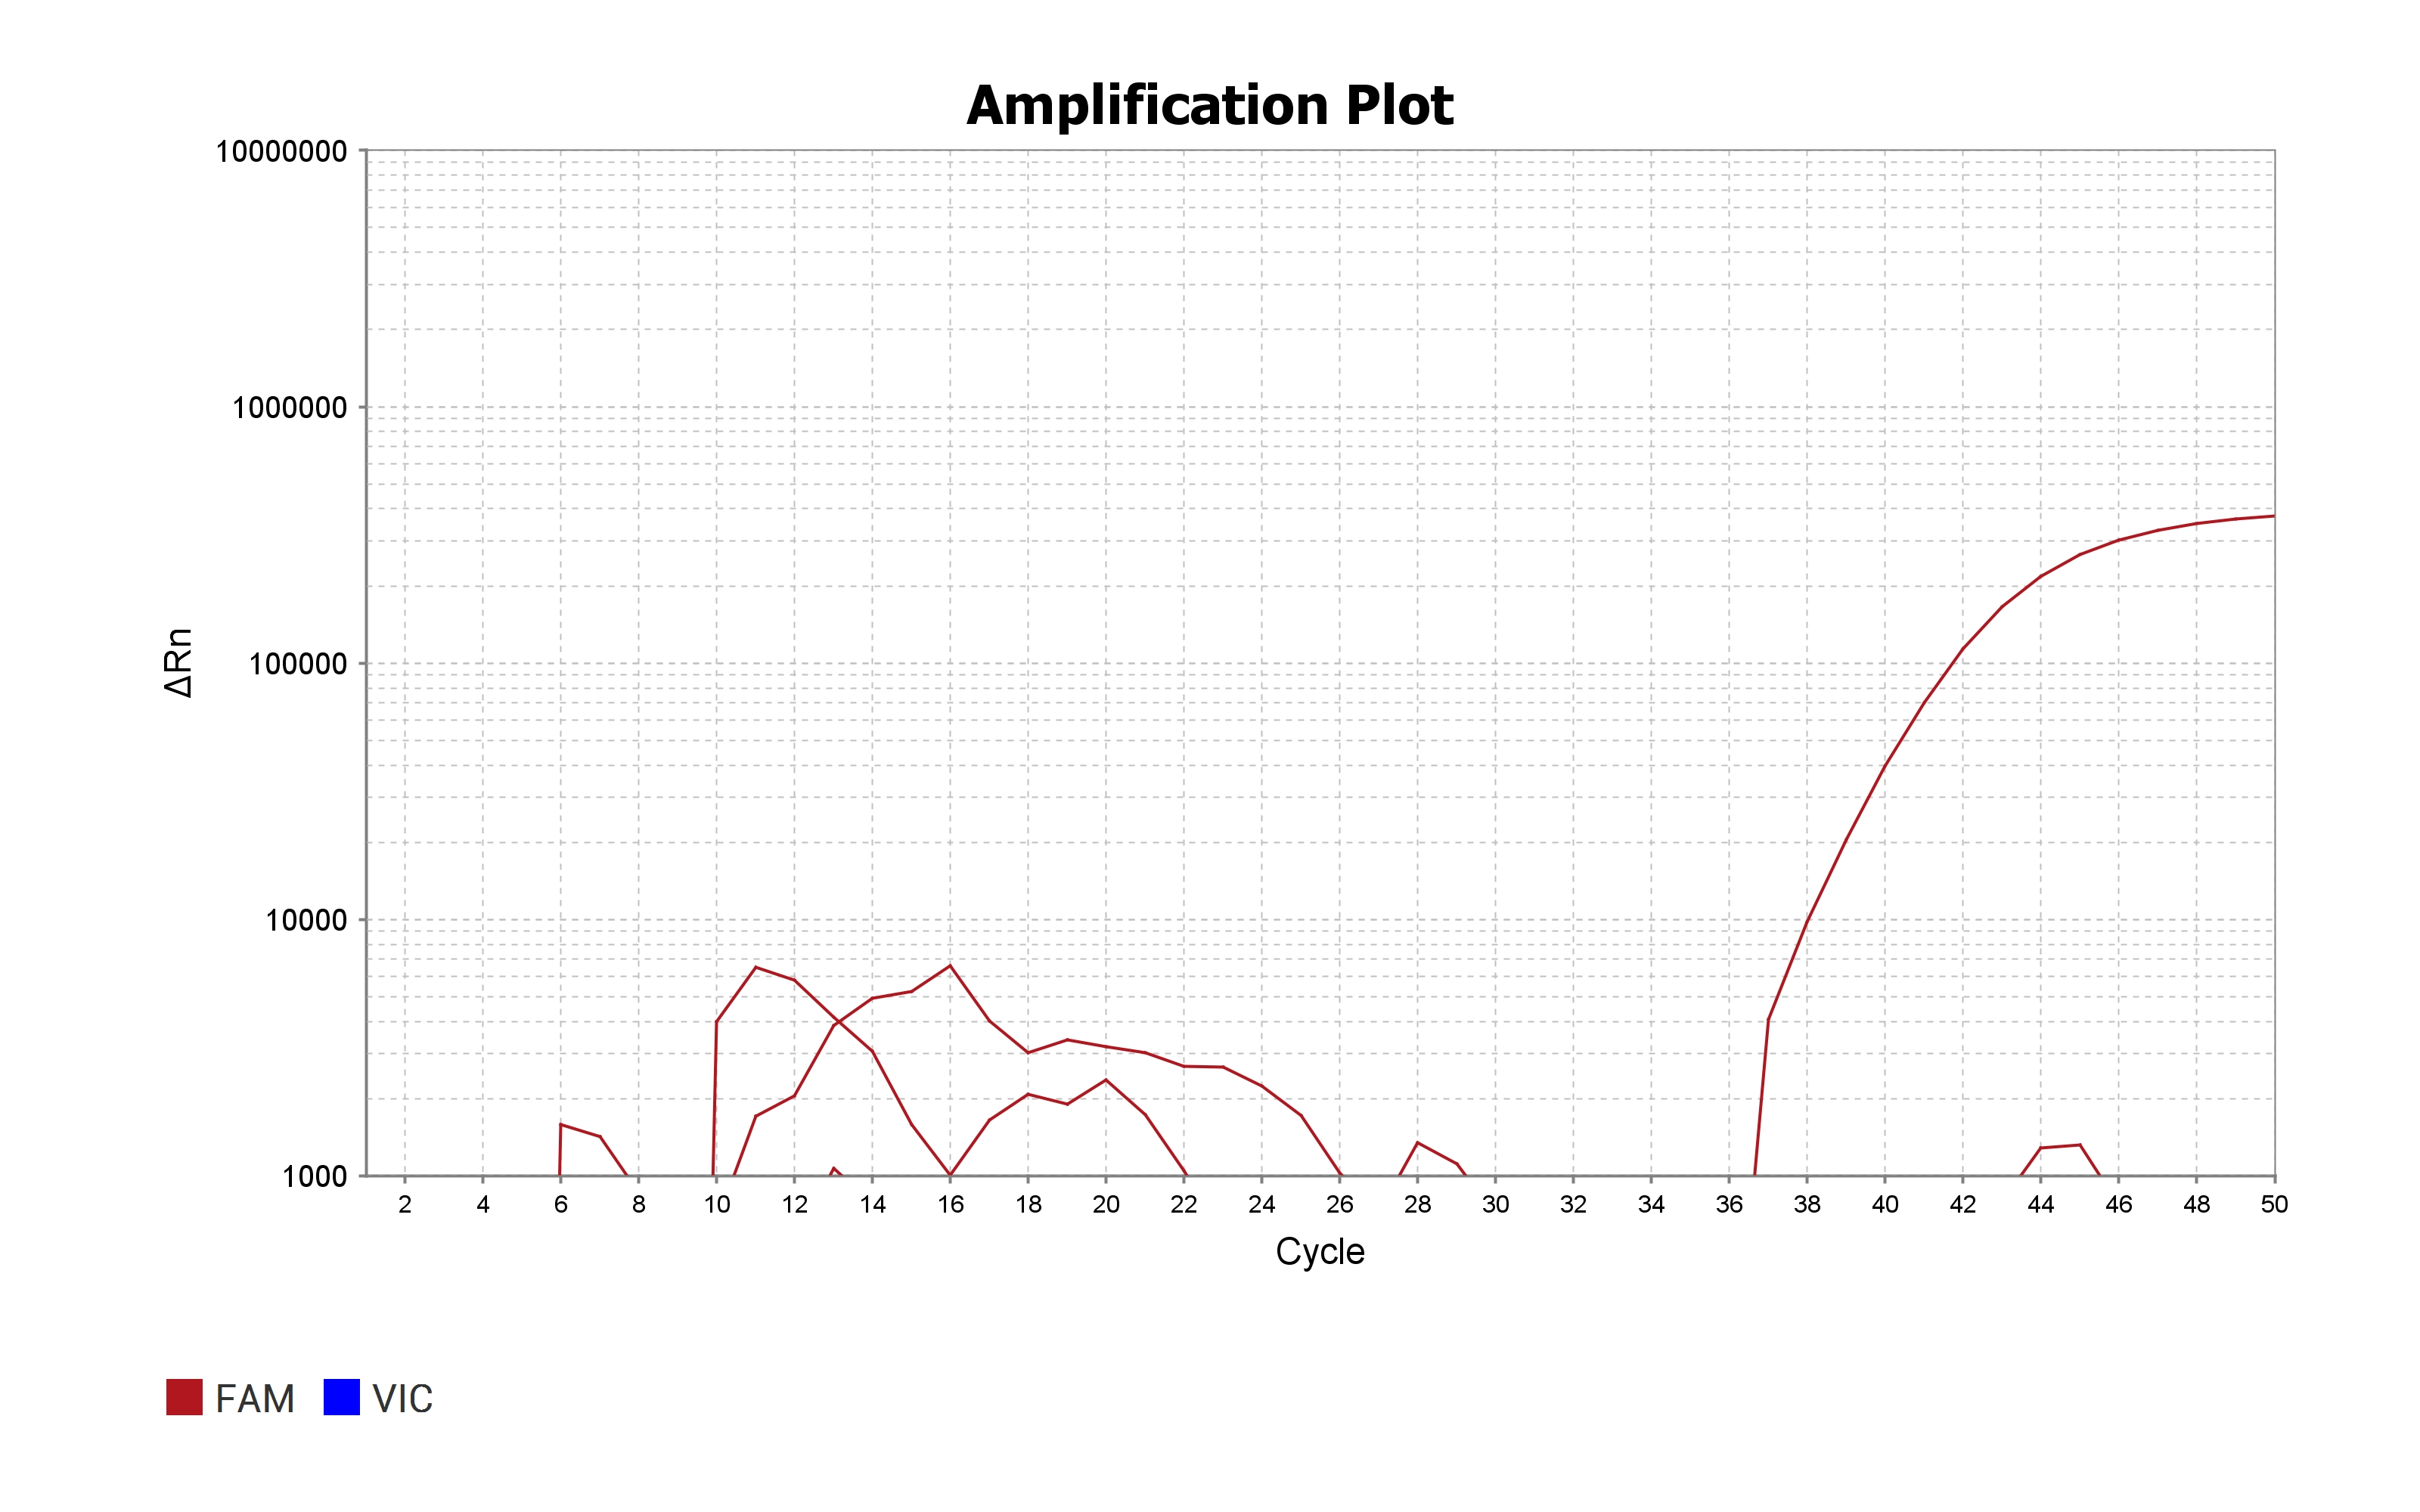 Amplification Plot
10000000
1000000
100000
10000
1000
ΔRn
2 4 6 8 10 12 14 16 18 20 22 24 26 28 30 32 34 36 38 40 42 44 46 48 50
Cycle
FAM VIC